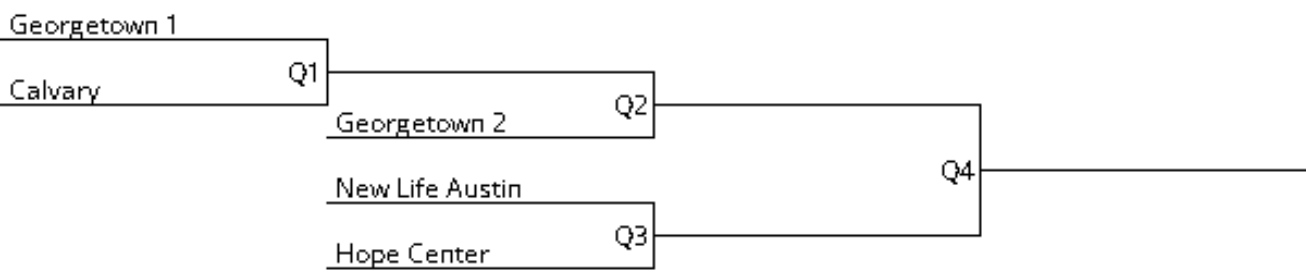 Georgetown 1
Q1
Calvary
Q2
Georgetown 2
New Life Austin
Q4
Q3
Hope Center